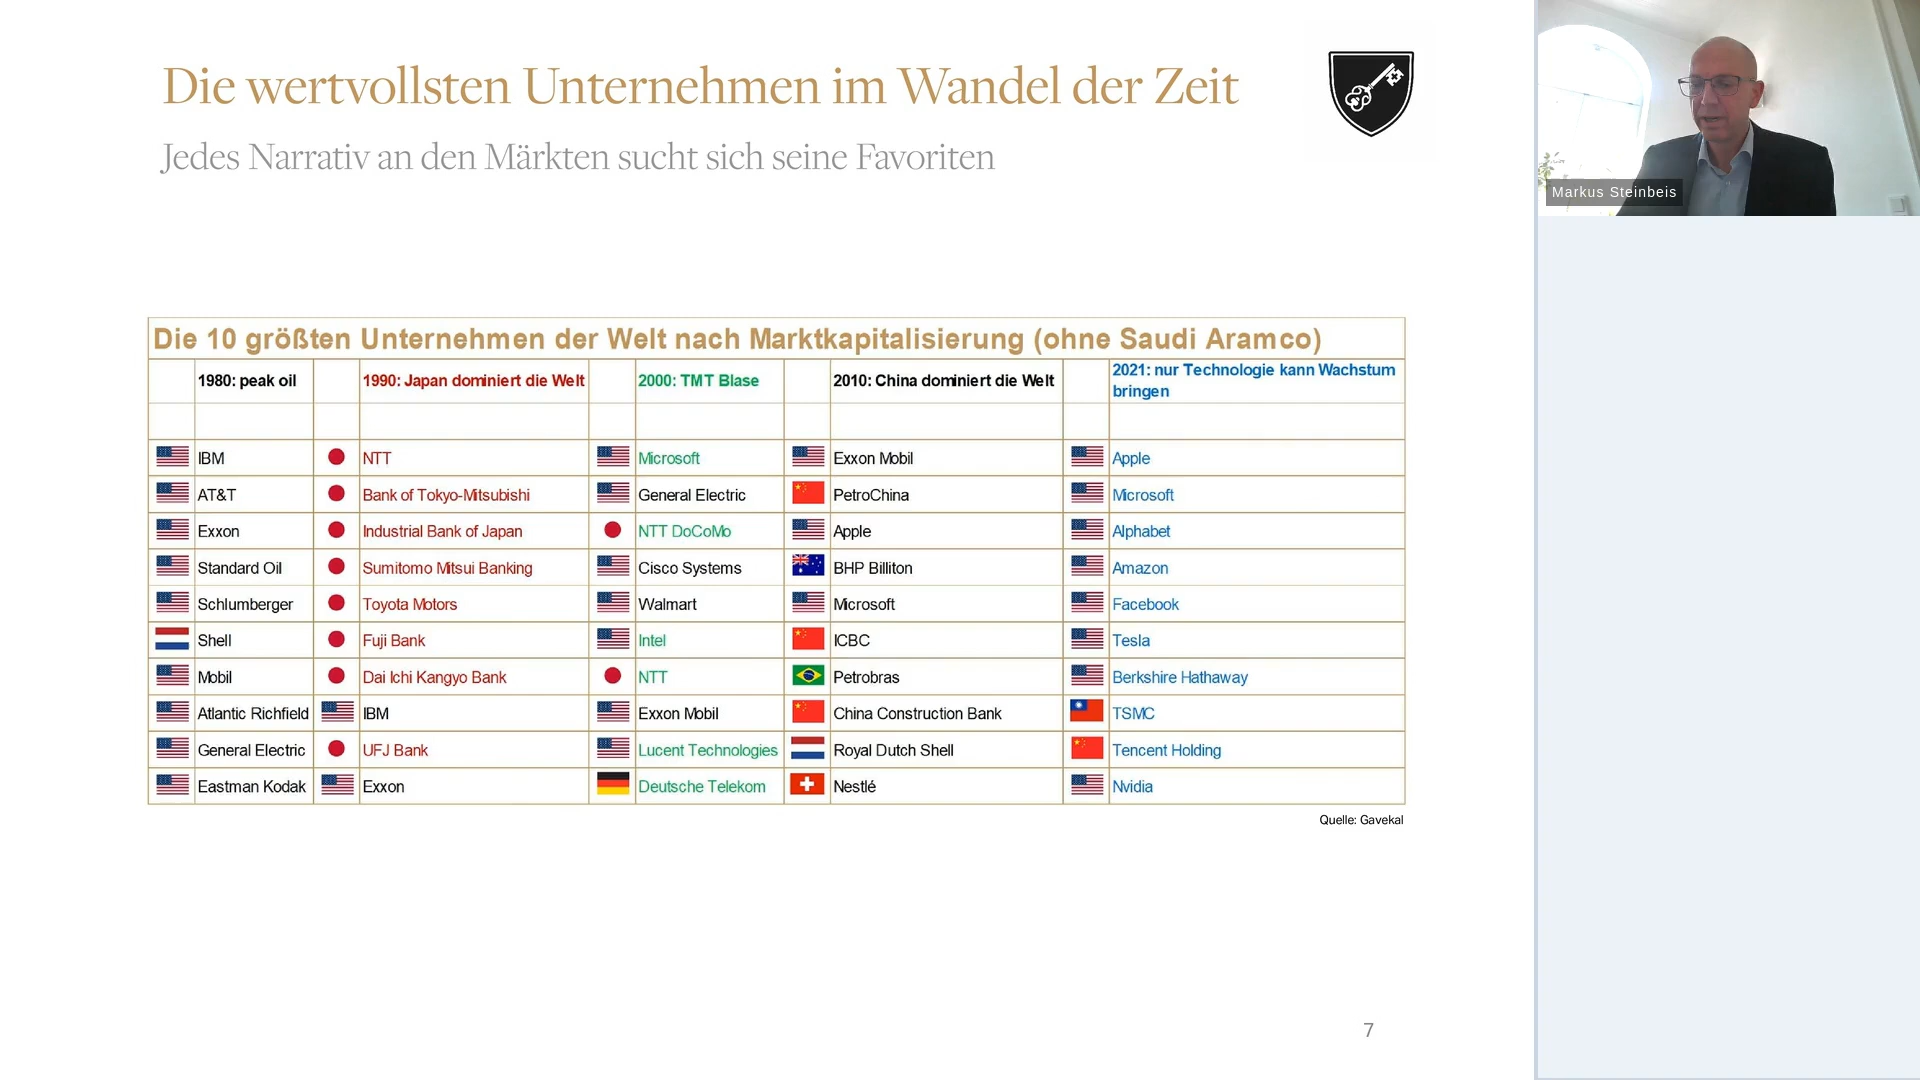 Die wertvollsten Unternehmen im Wandel der Zeit
Jedes Narrativ an den Märkten sucht sich seine Favoriten
Markus Steinbeis
Die 10 größten Unternehmen der Welt nach Marktkapitalisierung (ohne Saudi Aramco)
1980: peak oil 1990: Japan dominiert die Welt 2000: TMT Blase 2010: China dominiert die Welt 2021: nur Technologie kann Wachstum
bringen
IBM NTT Microsoft Exxon Mobil Apple
AT&T Bank of Tokyo-Mitsubishi General Electric PetroChina Microsoft
Exxon Industrial Bank of Japan NTT DoCoMo Apple Alphabet
Standard Oil Sumitomo Mitsui Banking Cisco Systems BHP Billiton Amazon
Schlumberger Toyota Motors Walmart Microsoft Facebook
Shell Fuji Bank Intel ICBC Tesla
Mobil Dai Ichi Kangyo Bank NTT Petrobras Berkshire Hathaway
Atlantic Richfield IBM Exxon Mobil China Construction Bank TSMC
General Electric UFJ Bank Lucent Technologies Royal Dutch Shell Tencent Holding
Eastman Kodak Exxon Deutsche Telekom Nestlé Nvidia
Quelle: Gavekal
7